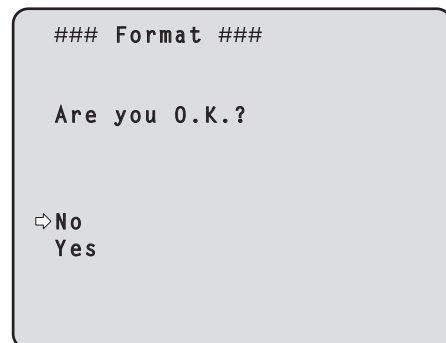 ### Format ###
Are you O.K.?
⇨No
Yes